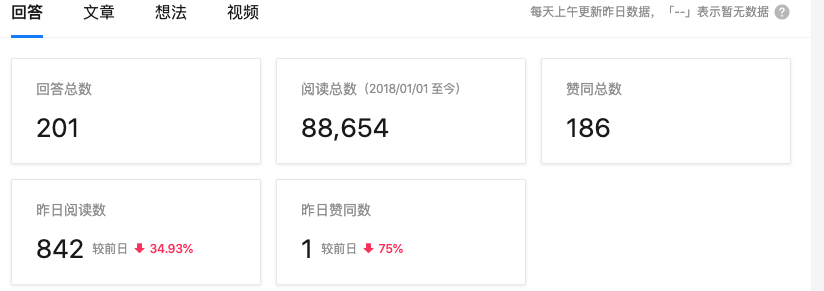 回答 文章 想法 视频 每天上午更新昨日数据，「--」表示暂无数据 ?
回答总数 阅读总数（2018/01/01 至今） 赞同总数
201 88,654 186
昨日阅读数 昨日赞同数
842 较前日 34.93% 1 较前日 75%